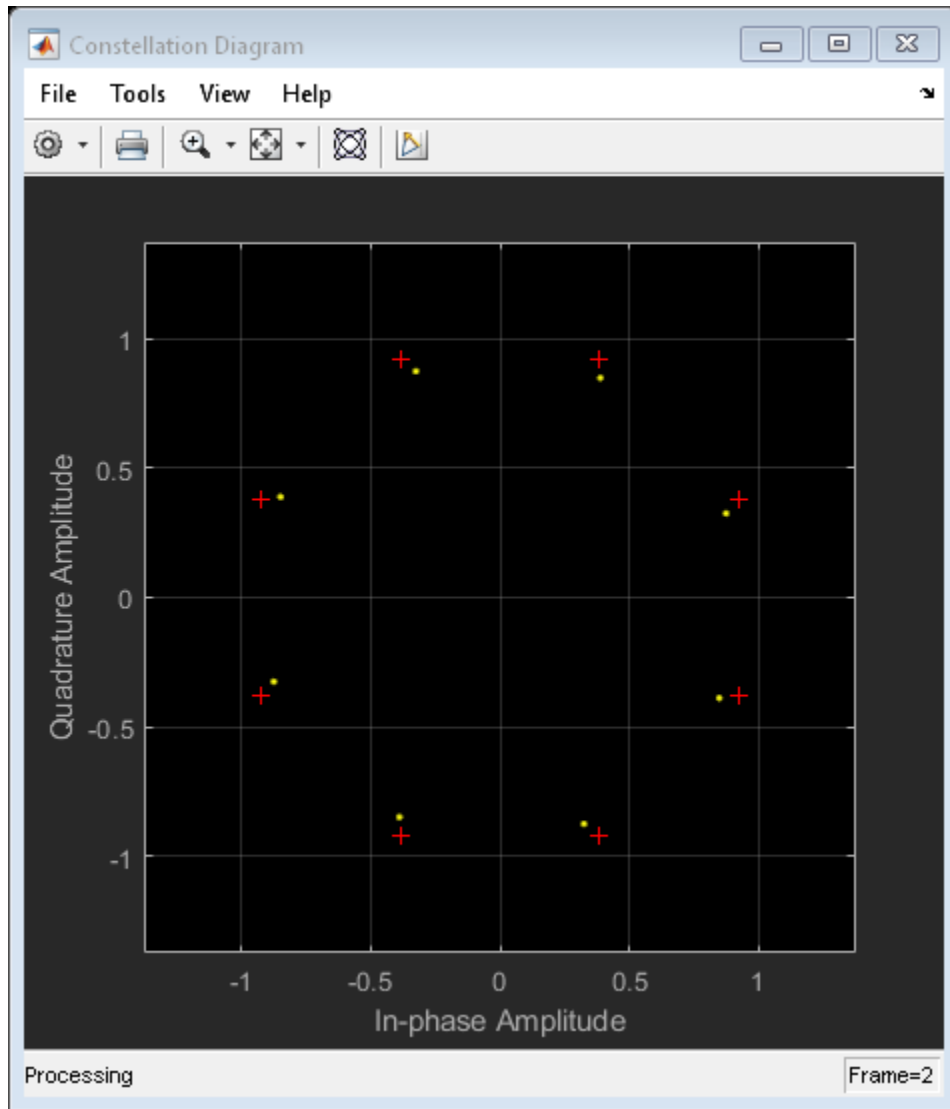 Constellation Diagram
File Tools View Help
1
0.5
0
-0.5
-1
Quadrature Amplitude
-1 -0.5 0 0.5 1
In-phase Amplitude
Processing Frame=2